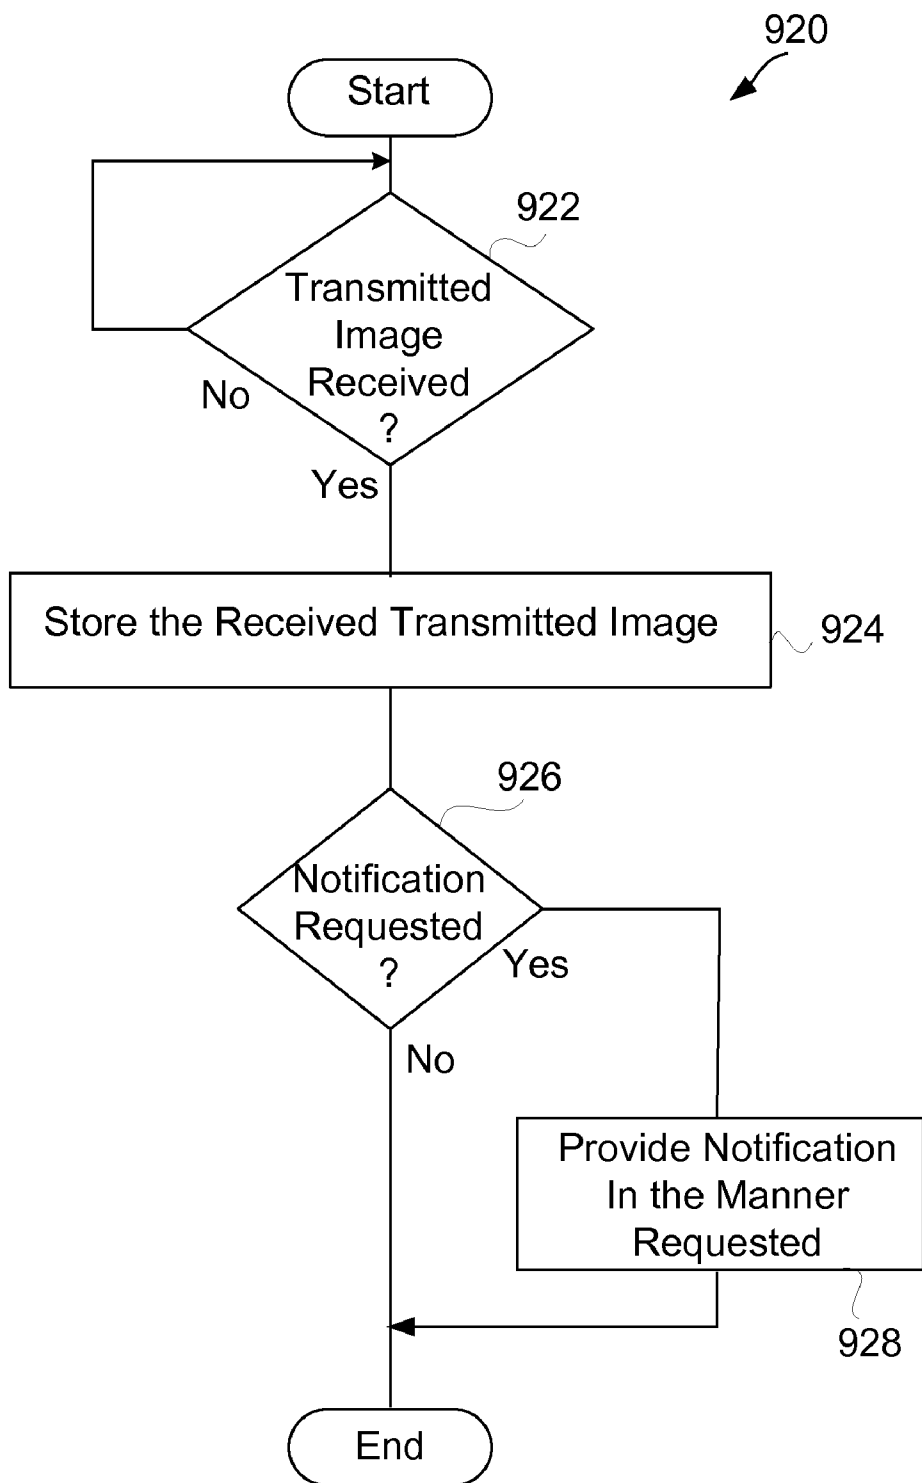 920
Start
922
Transmitted
Image
Received
?
No
Yes
Store the Received Transmitted Image
924
926
Notification
Requested
?
Yes
No
Provide Notification
In the Manner
Requested
928
End